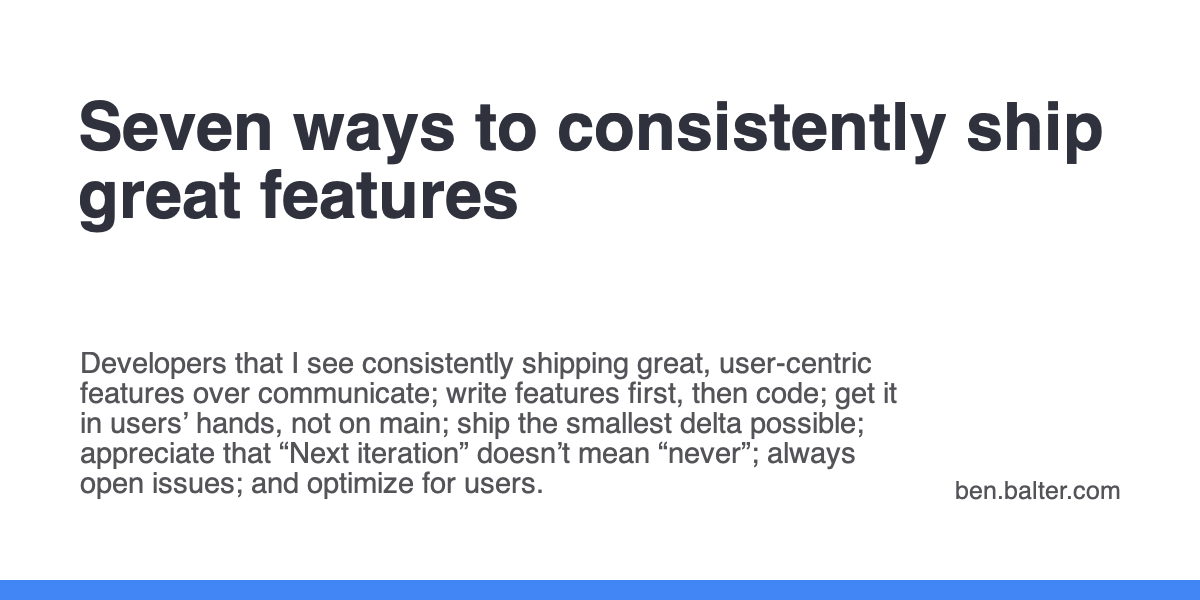 Seven ways to consistently ship
great features
Developers that I see consistently shipping great, user-centric
features over communicate; write features first, then code; get it
in users’ hands, not on main; ship the smallest delta possible;
appreciate that “Next iteration” doesn’t mean “never”; always
open issues; and optimize for users.
ben.balter.com